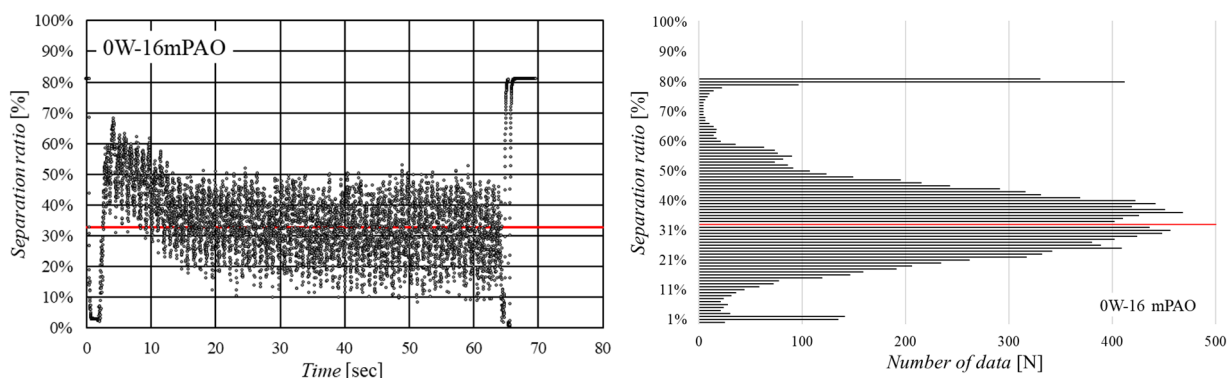 100%
90%
80%
70%
60%
50%
40%
30%
20%
10%
0%
Separation ratio [%]
0W-16mPAO
0 10 20 30 40 50 60 70 80
Time [sec]
100%
90%
80%
70%
60%
50%
40%
31%
21%
11%
1%
Separation ratio [%]
0W-16 mPAO
0 100 200 300 400 500
Number of data [N]